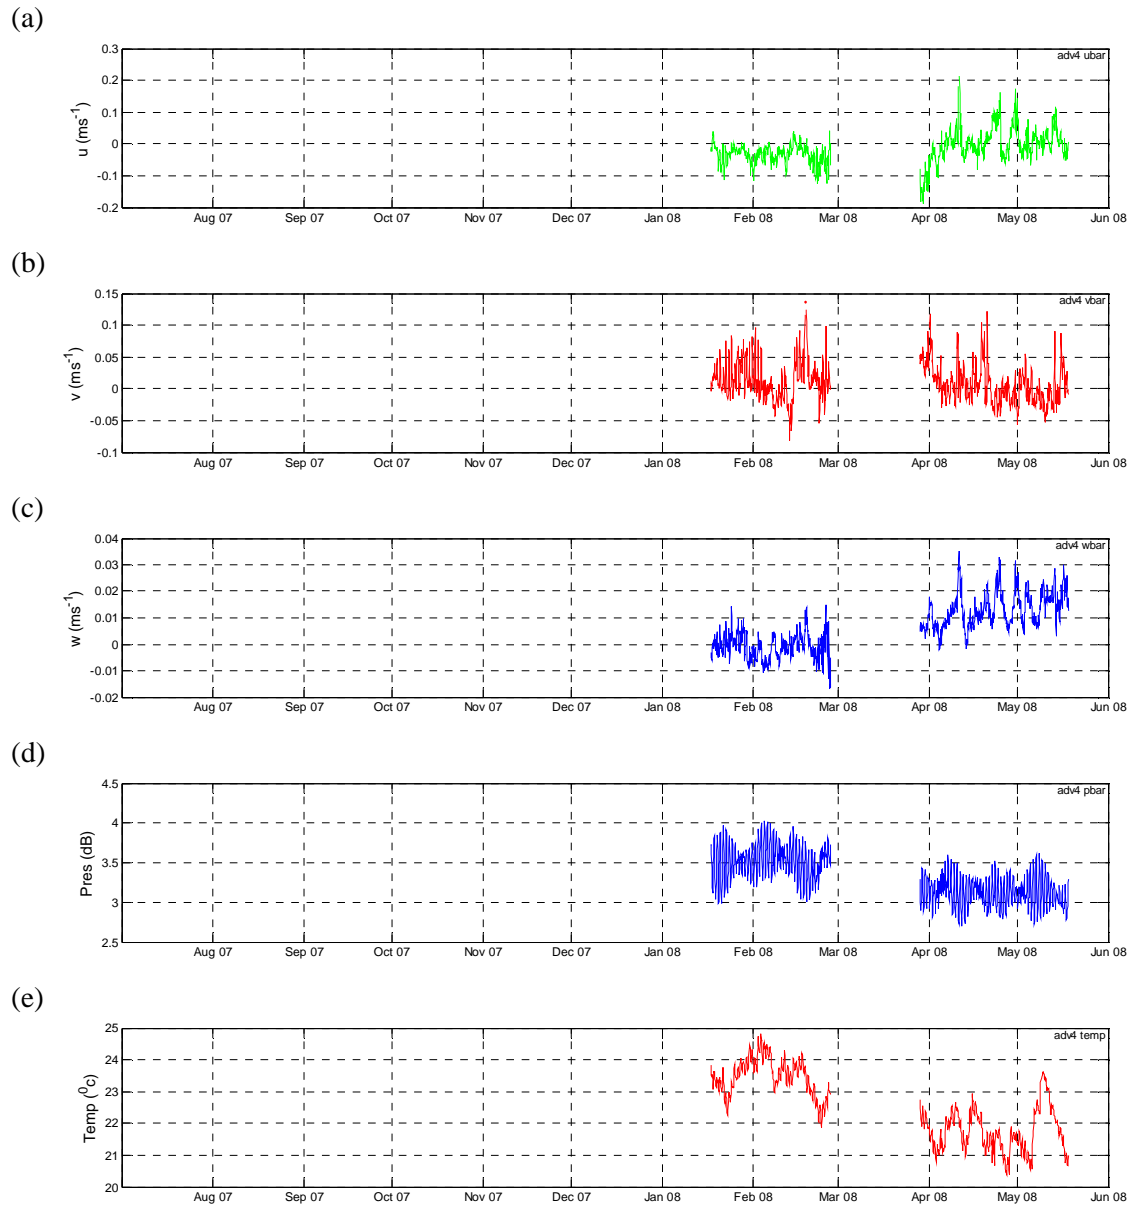 (a)
adv4 ubar
0.3
0.2
0.1
0
-0.1
-0.2
u (ms-1)
Aug 07 Sep 07 Oct 07 Nov 07 Dec 07 Jan 08 Feb 08 Mar 08 Apr 08 May 08 Jun 08
(b)
adv4 vbar
0.15
0.1
0.05
0
-0.05
-0.1
v (ms-1)
Aug 07 Sep 07 Oct 07 Nov 07 Dec 07 Jan 08 Feb 08 Mar 08 Apr 08 May 08 Jun 08
(c)
adv4 wbar
0.04
0.03
0.02
0.01
0
-0.01
-0.02
w (ms-1)
Aug 07 Sep 07 Oct 07 Nov 07 Dec 07 Jan 08 Feb 08 Mar 08 Apr 08 May 08 Jun 08
(d)
adv4 pbar
4.5
4
3.5
3
2.5
Pres (dB)
Aug 07 Sep 07 Oct 07 Nov 07 Dec 07 Jan 08 Feb 08 Mar 08 Apr 08 May 08 Jun 08
(e)
adv4 temp
25
24
23
22
21
20
Temp (0c)
Aug 07 Sep 07 Oct 07 Nov 07 Dec 07 Jan 08 Feb 08 Mar 08 Apr 08 May 08 Jun 08